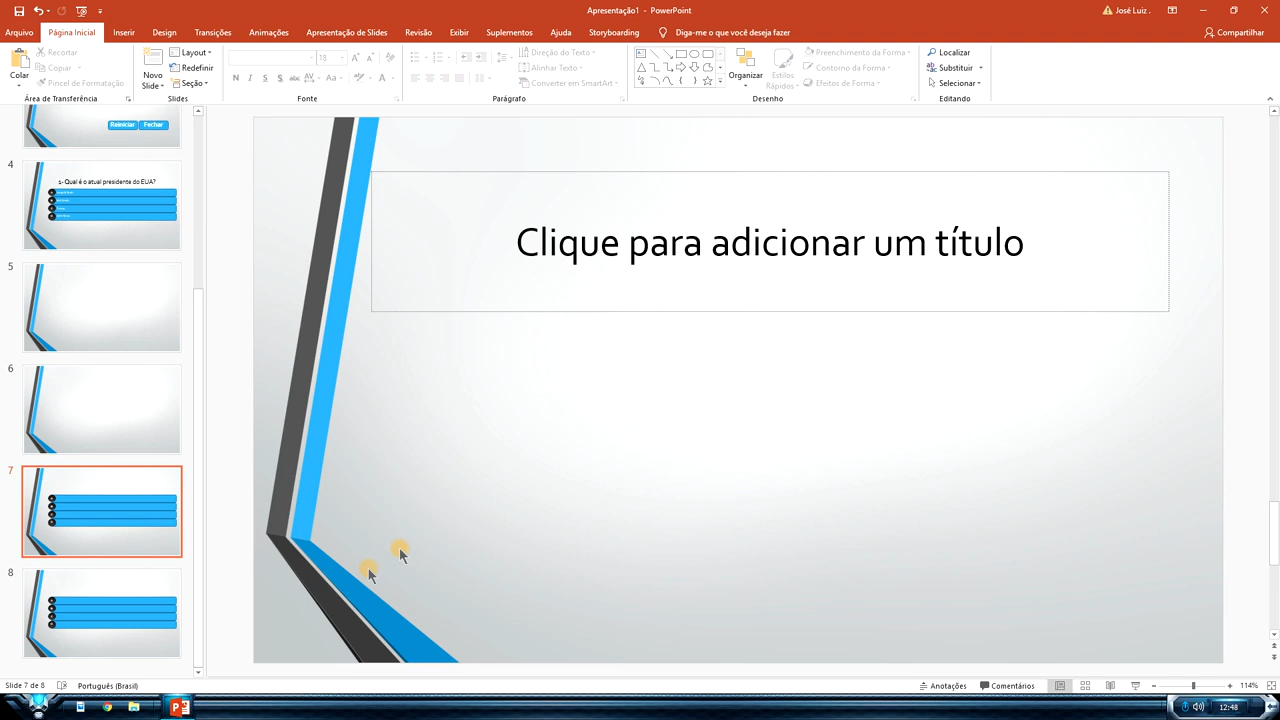 Apresentação1 - PowerPoint
José Luiz .
Arquivo Página Inicial Inserir Design Transições Animações Apresentação de Slides Revisão Exibir Suplementos Ajuda Storyboarding Diga-me o que você deseja fazer Compartilhar
Colar
Recortar
Copiar
Pincel de Formatação
Área de Transferência
Novo
Slide
Layout
Redefinir
Seção
Slides
18
N I S S abc AV Aa A
Fonte
Direção do Texto
Alinhar Texto
Converter em SmartArt
Parágrafo
Organizar
Estilos
Rápidos
Preenchimento da Forma
Contorno da Forma
Efeitos de Forma
Desenho
Localizar
Substituir
Selecionar
Editando
Reiniciar Fechar
4
1- Qual é o atual presidente do EUA?
5
6
7
8
Clique para adicionar um título
Slide 7 de 8 Português (Brasil) Anotações Comentários 114%
12:48